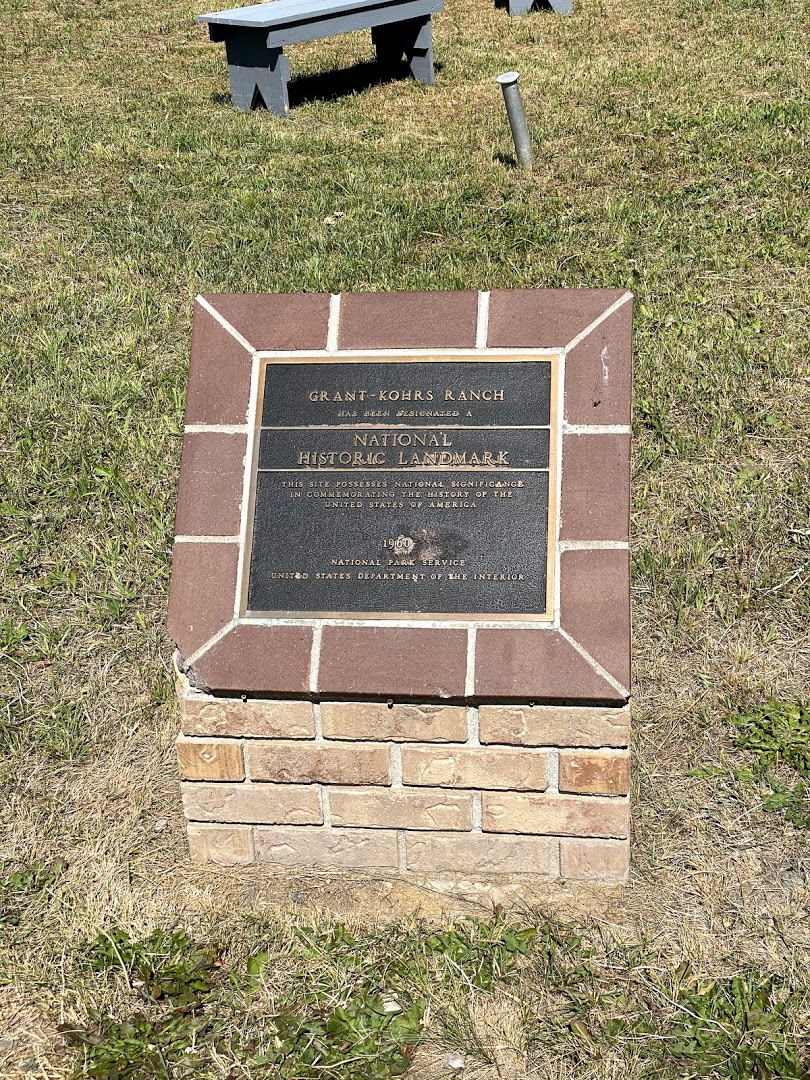 GRANT-KOHRS RANCH
HAS BEEN DESIGNATED A
NATIONAL
HISTORIC LANDMARK
THIS SITE POSSESSES NATIONAL SIGNIFICANCE
IN COMMEMORATING THE HISTORY OF THE
UNITED STATES OF AMERICA
1960
NATIONAL PARK SERVICE
UNITED STATES DEPARTMENT OF THE INTERIOR